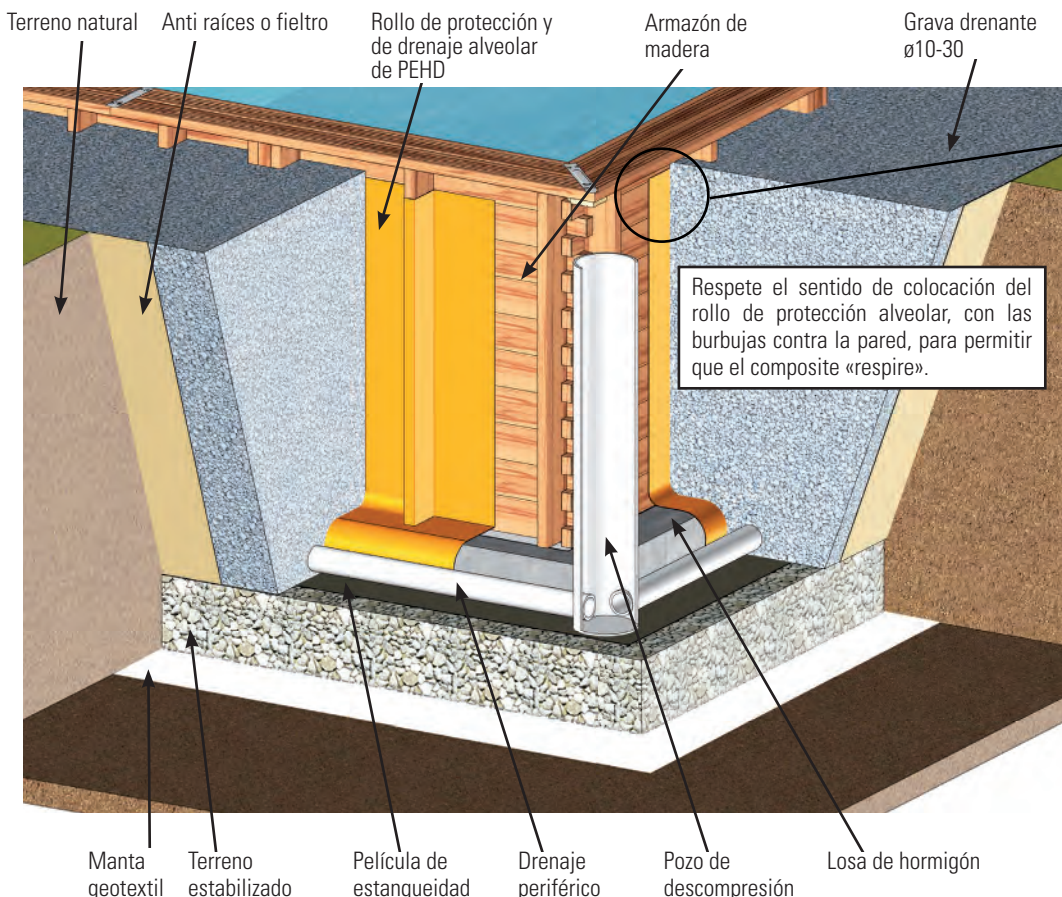 Terreno natural
Anti raíces o fieltro
Rollo de protección y
de drenaje alveolar
de PEHD
Armazón de
madera
Grava drenante
ø10-30
Respete el sentido de colocación del
rollo de protección alveolar, con las
burbujas contra la pared, para permitir
que el composite «respire».
Manta
geotextil
Terreno
estabilizado
Película de
estanqueidad
Drenaje
periférico
Pozo de
descompresión
Losa de hormigón